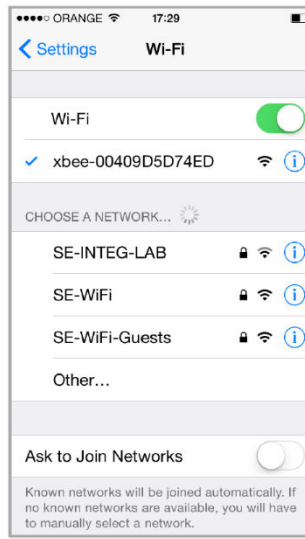 ORANGE 17:29
Settings Wi-Fi
Wi-Fi
xbee-00409D5D74ED
CHOOSE A NETWORK...
SE-INTEG-LAB
SE-WiFi
SE-WiFi-Guests
Other...
Ask to Join Networks
Known networks will be joined automatically. If
no known networks are available, you will have
to manually select a network.